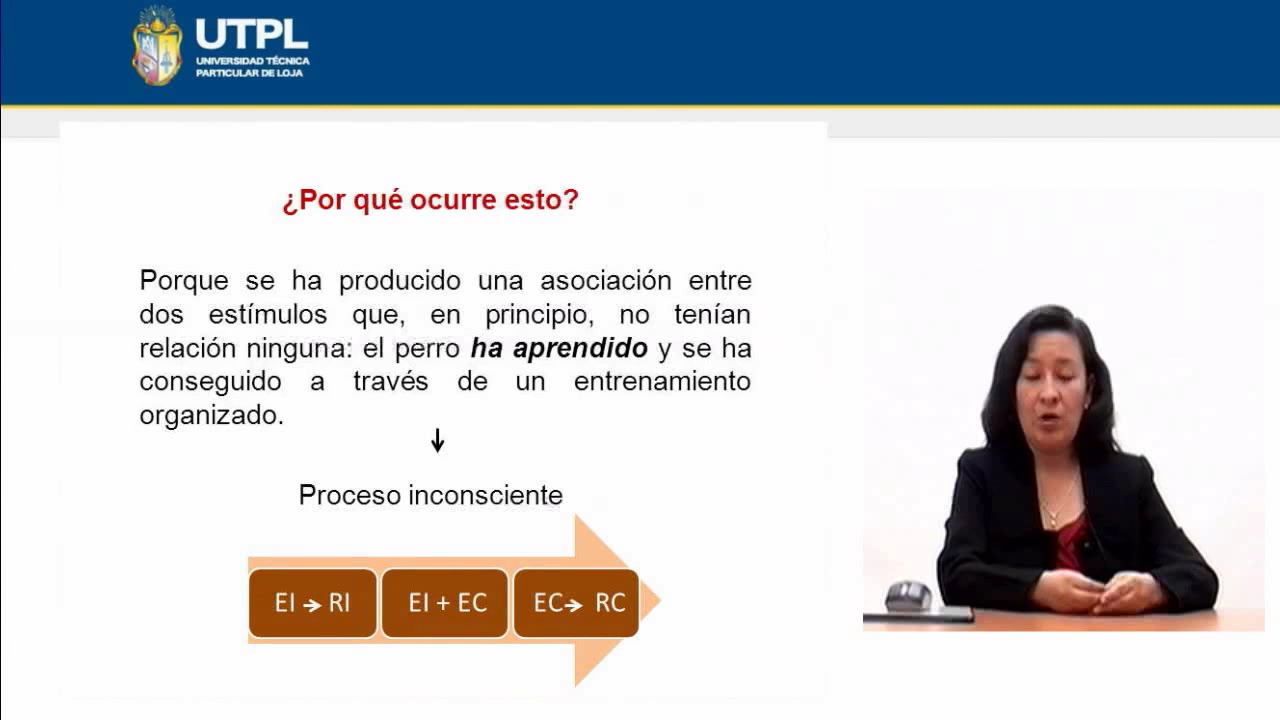 UTPL
UNIVERSIDAD TÉCNICA
PARTICULAR DE LOJA
¿Por qué ocurre esto?
Porque se ha producido una asociación entre
dos estímulos que, en principio, no tenían
relación ninguna: el perro ha aprendido y se ha
conseguido a través de un entrenamiento
organizado.
Proceso inconsciente
EI → RI
EI + EC
EC → RC